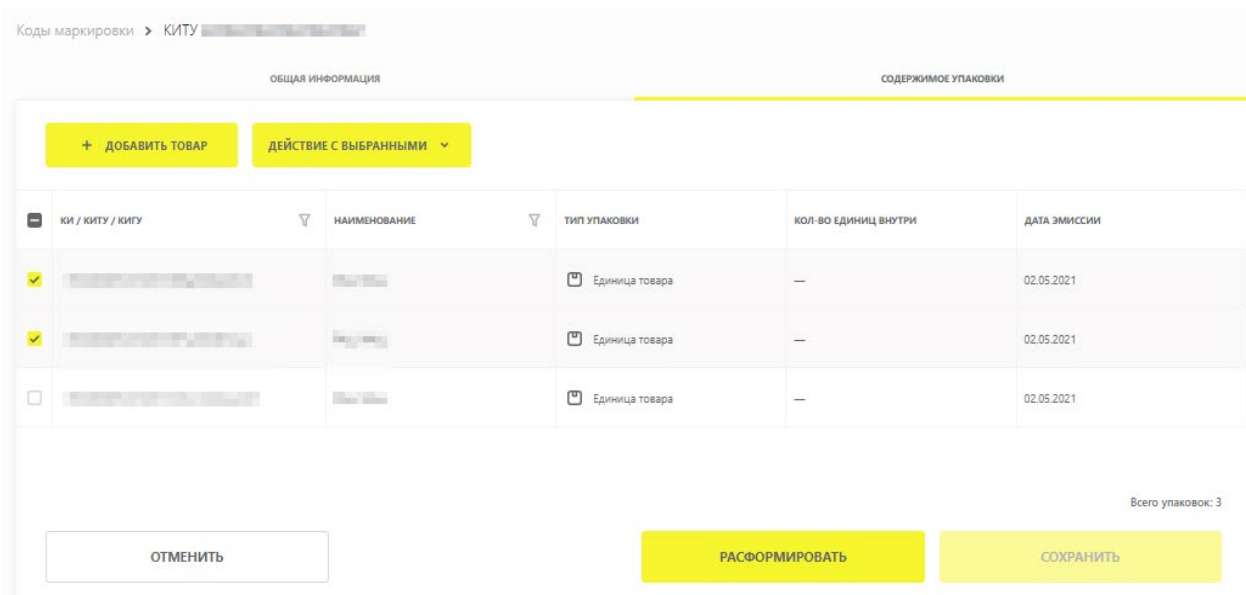 Коды маркировки > КИТУ
ОБЩАЯ ИНФОРМАЦИЯ СОДЕРЖИМОЕ УПАКОВКИ
+ ДОБАВИТЬ ТОВАР ДЕЙСТВИЕ С ВЫБРАННЫМИ
КИ / КИТУ / КИГУ НАИМЕНОВАНИЕ ТИП УПАКОВКИ КОЛ-ВО ЕДИНИЦ ВНУТРИ ДАТА ЭМИССИИ
Единица товара — 02.05.2021
Единица товара — 02.05.2021
Единица товара — 02.05.2021
Всего упаковок: 3
ОТМЕНИТЬ РАСФОРМИРОВАТЬ СОХРАНИТЬ